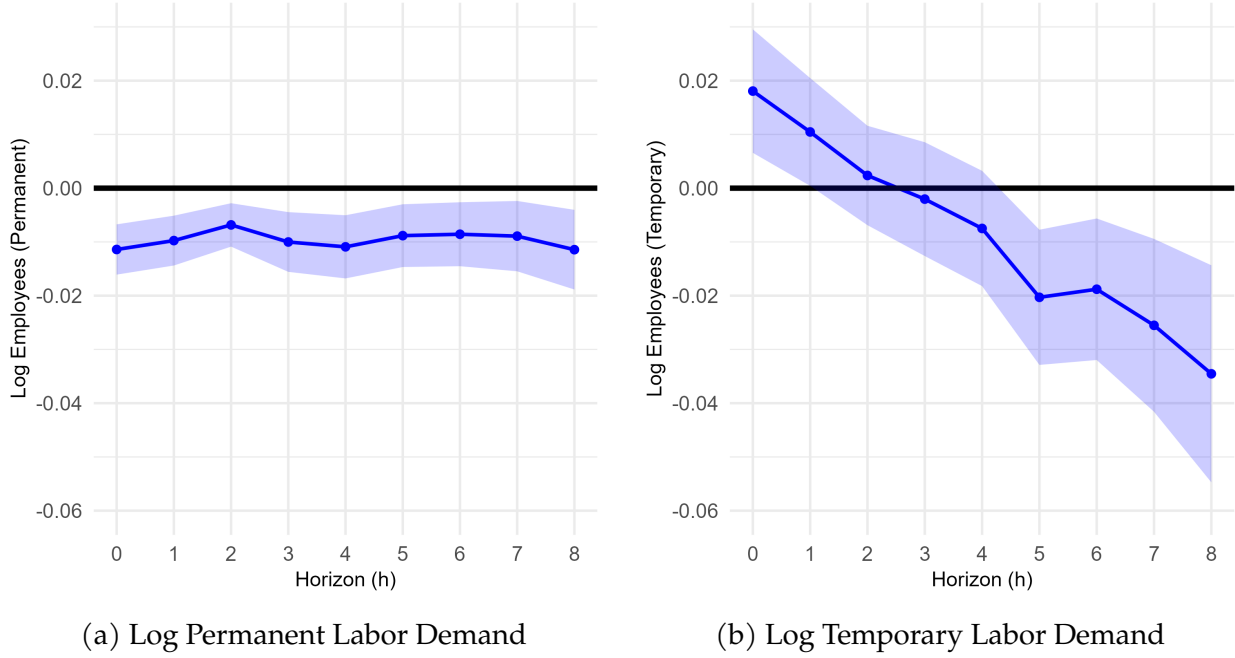 Log Employees (Permanent)
0.02
0.00
-0.02
-0.04
-0.06
0 1 2 3 4 5 6 7 8
Horizon (h)
(a) Log Permanent Labor Demand
Log Employees (Temporary)
0.02
0.00
-0.02
-0.04
-0.06
0 1 2 3 4 5 6 7 8
Horizon (h)
(b) Log Temporary Labor Demand